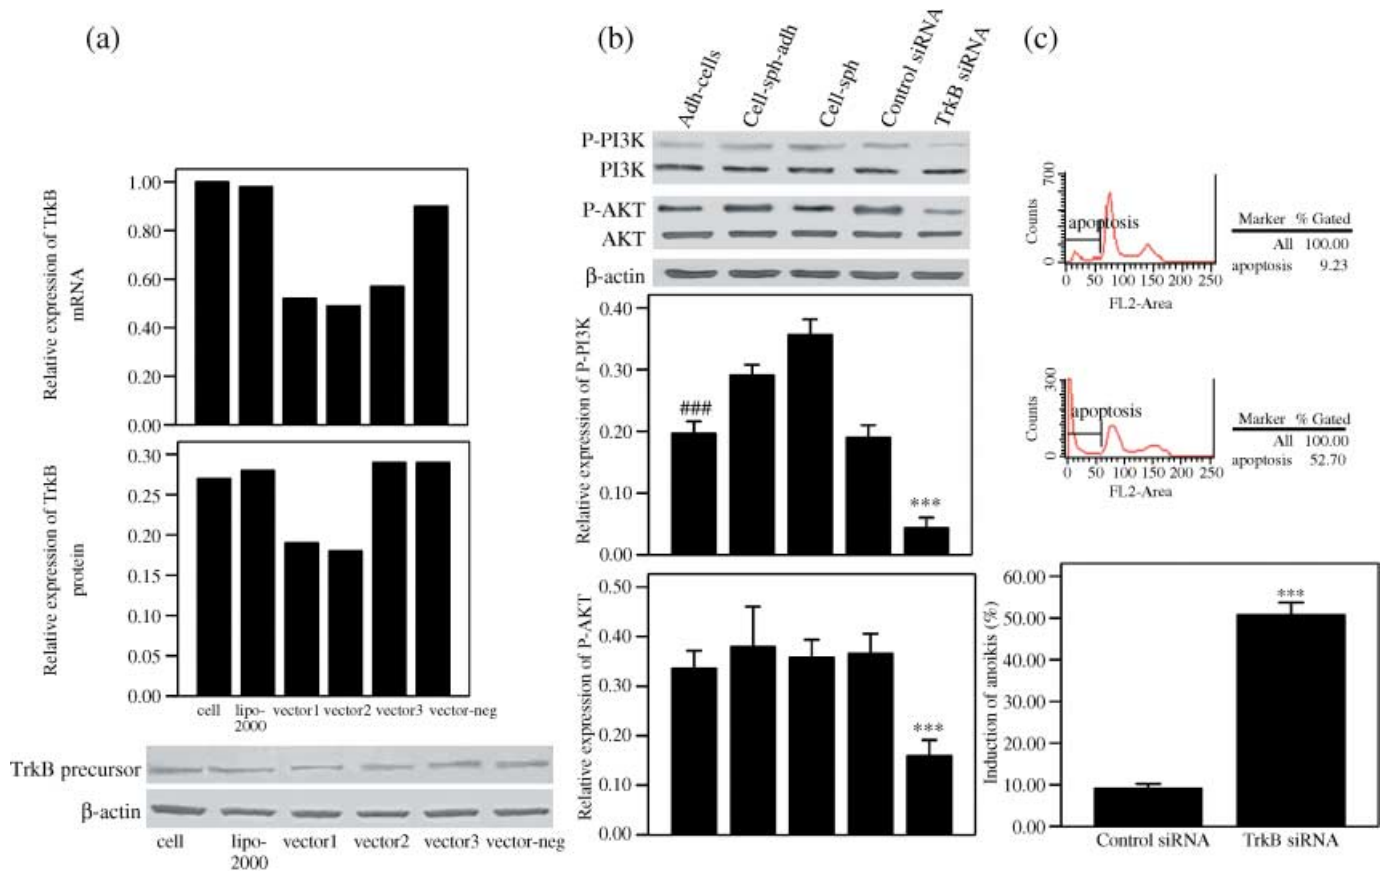 (a)
Relative expression of TrkB
mRNA
1.00
0.80
0.60
0.40
0.20
0.00
Relative expression of TrkB
protein
0.30
0.25
0.20
0.15
0.10
0.05
0.00
cell lipo-2000 vector1 vector2 vector3 vector-neg
TrkB precursor
β-actin
cell lipo-2000 vector1 vector2 vector3 vector-neg
(b)
Adh-cells
Cell-sph-adh
Cell-sph
Control siRNA
TrkB siRNA
P-PI3K
PI3K
P-AKT
AKT
β-actin
Relative expression of P-PI3K
0.40
0.30
0.20
0.10
0.00
###
***
Relative expression of P-AKT
0.50
0.40
0.30
0.20
0.10
0.00
***
(c)
Counts
700
0
apoptosis
0 50 100 150 200 250
FL2-Area
Marker % Gated
All 100.00
apoptosis 9.23
Counts
300
0
apoptosis
0 50 100 150 200 250
FL2-Area
Marker % Gated
All 100.00
apoptosis 52.70
Induction of anoikis (%)
60.00
50.00
40.00
30.00
20.00
10.00
0.00
***
Control siRNA TrkB siRNA